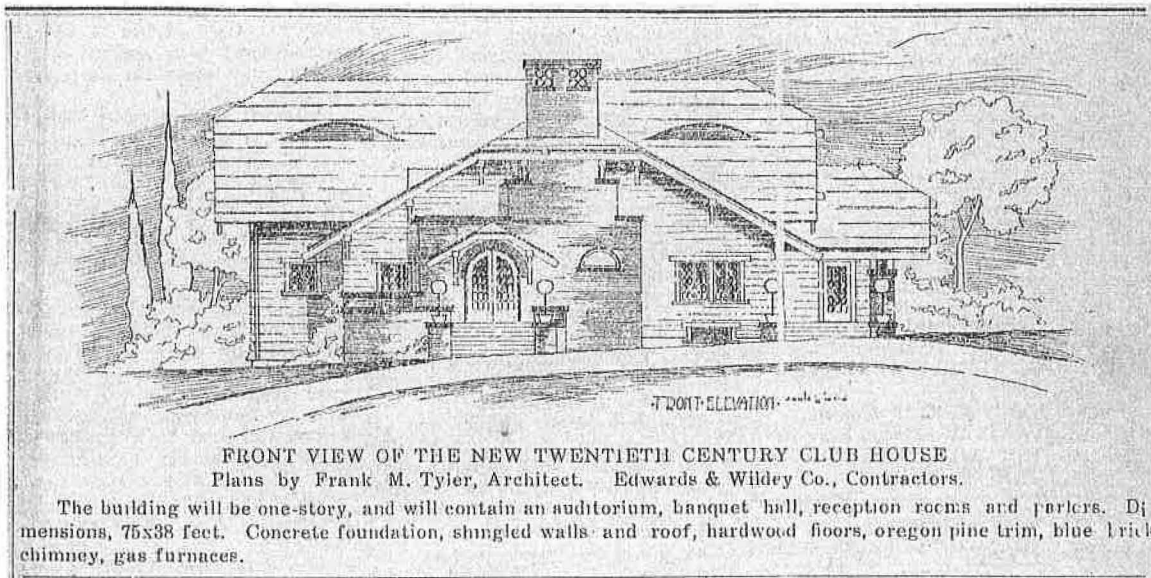 ·FRONT·ELEVATION·
FRONT VIEW OF THE NEW TWENTIETH CENTURY CLUB HOUSE
Plans by Frank M. Tyler, Architect. Edwards & Wildey Co., Contractors.
The building will be one-story, and will contain an auditorium, banquet hall, reception rooms and parlors. Di
mensions, 75x38 feet. Concrete foundation, shingled walls and roof, hardwood floors, oregon pine trim, blue brick
chimney, gas furnaces.